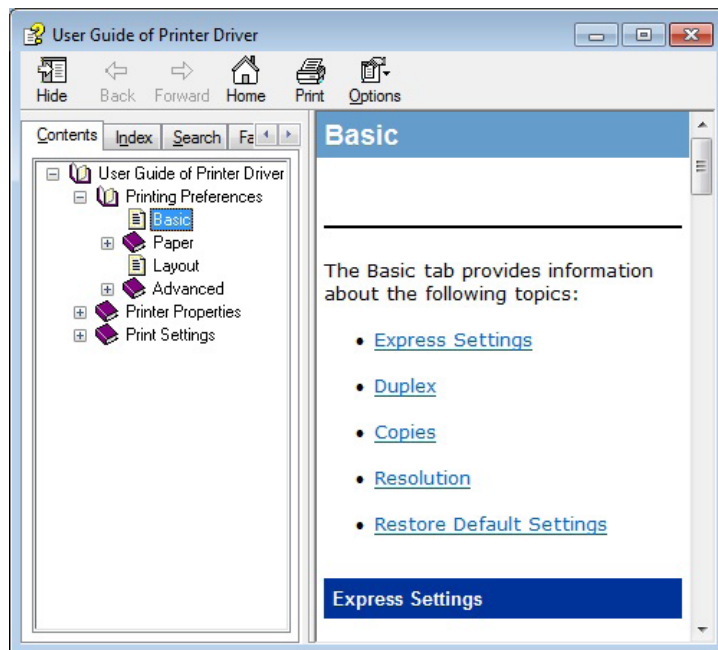 User Guide of Printer Driver
Hide Back Forward Home Print Options
Contents Index Search Fa
User Guide of Printer Driver
Printing Preferences
Basic
Paper
Layout
Advanced
Printer Properties
Print Settings
Basic
The Basic tab provides information
about the following topics:
• Express Settings
• Duplex
• Copies
• Resolution
• Restore Default Settings
Express Settings